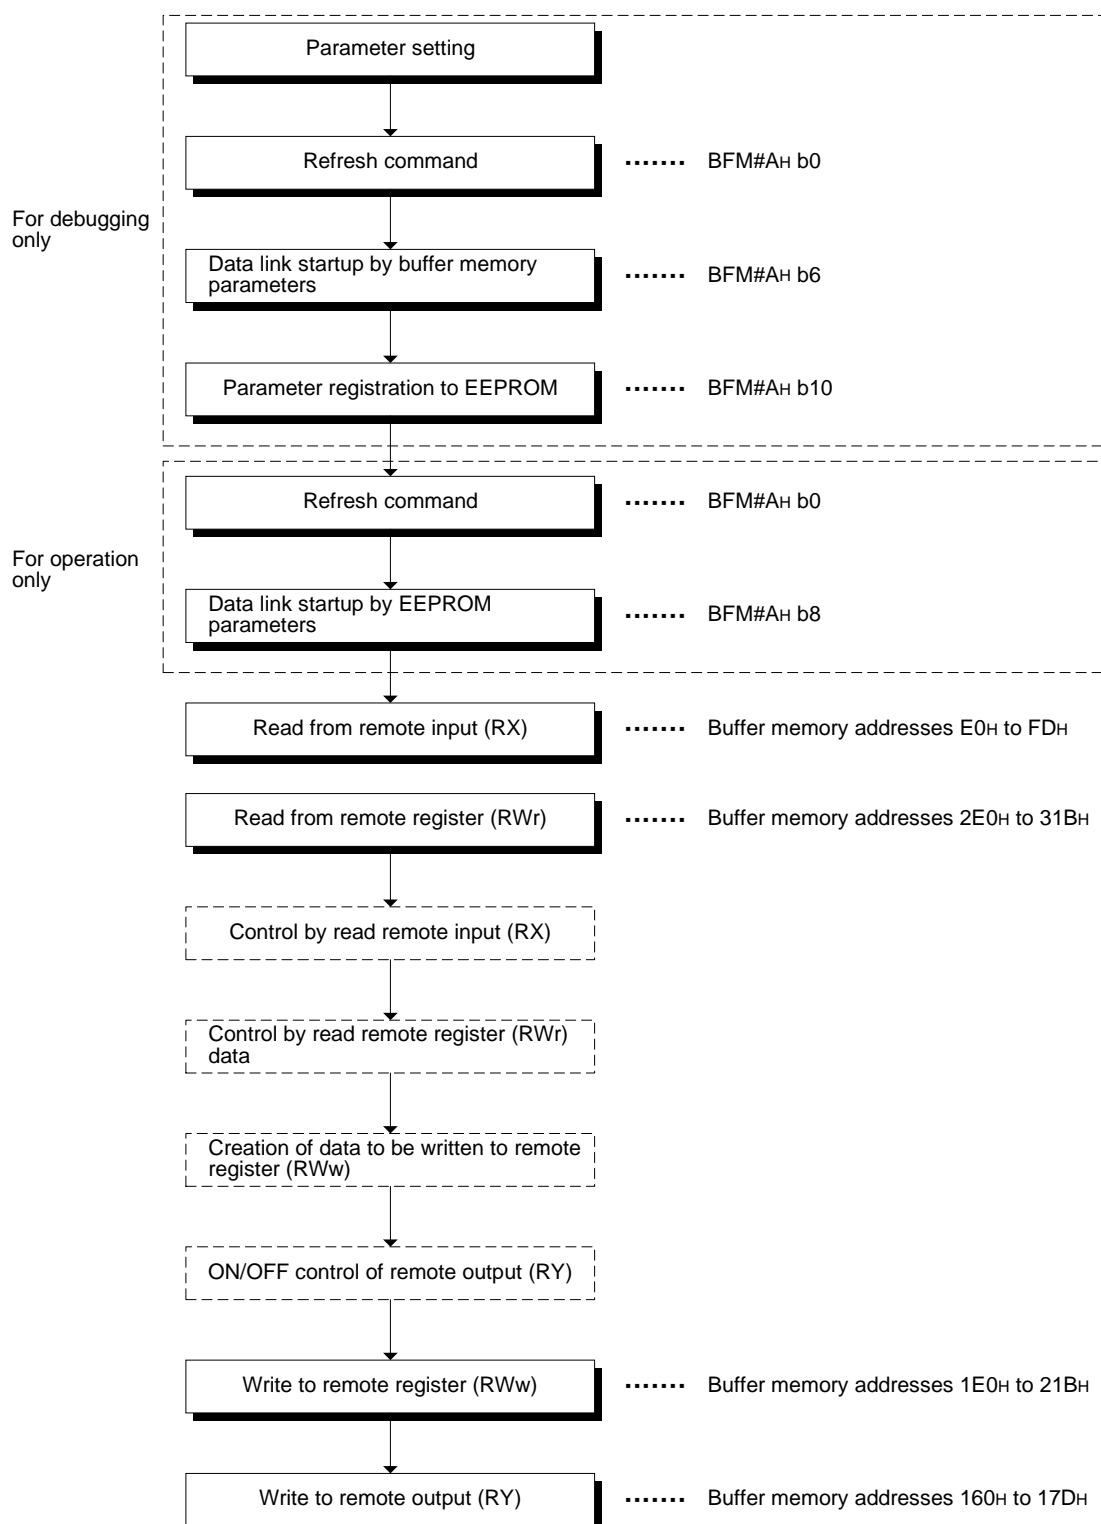 Parameter setting
Refresh command
BFM#AH b0
For debugging
only
Data link startup by buffer memory
parameters
BFM#AH b6
Parameter registration to EEPROM
BFM#AH b10
Refresh command
BFM#AH b0
For operation
only
Data link startup by EEPROM
parameters
BFM#AH b8
Read from remote input (RX)
Buffer memory addresses E0H to FDH
Read from remote register (RWr)
Buffer memory addresses 2E0H to 31BH
Control by read remote input (RX)
Control by read remote register (RWr)
data
Creation of data to be written to remote
register (RWw)
ON/OFF control of remote output (RY)
Write to remote register (RWw)
Buffer memory addresses 1E0H to 21BH
Write to remote output (RY)
Buffer memory addresses 160H to 17DH